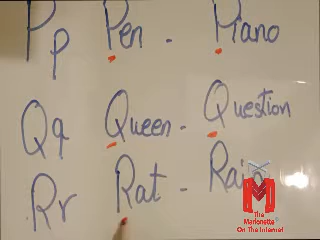 Pp Pen - Piano
Qq Queen - Question
Rr Rat -
The
Marionette
On The Internet